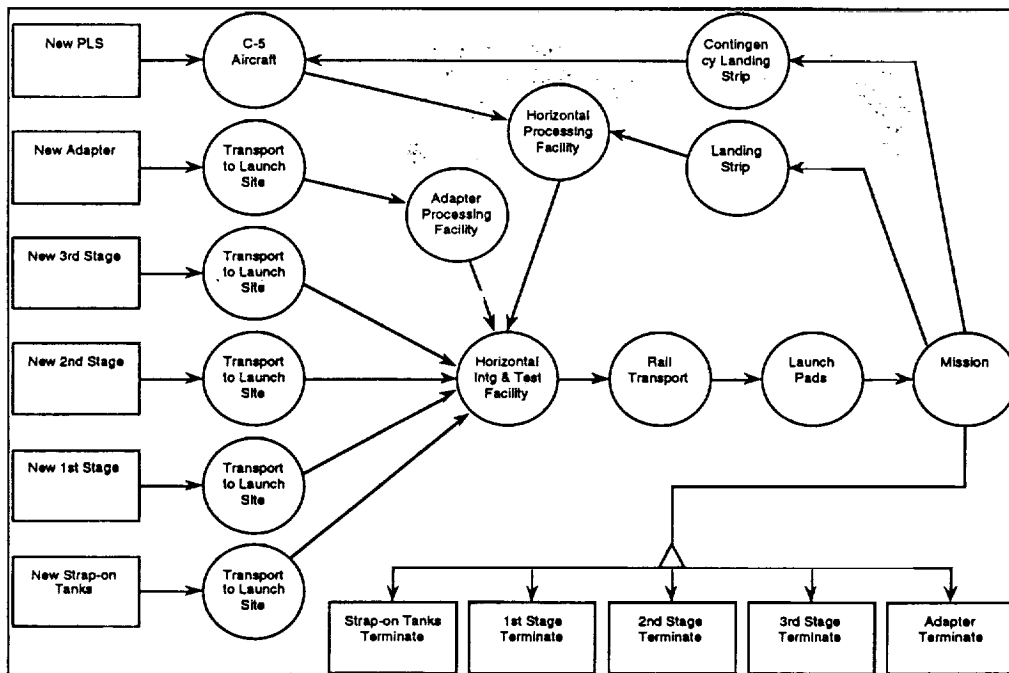 New PLS
C-5
Aircraft
Contingen
cy Landing
Strip
Horizontal
Processing
Facility
New Adapter
Transport
to Launch
Site
Landing
Strip
Adapter
Processing
Facility
New 3rd Stage
Transport
to Launch
Site
New 2nd Stage
Transport
to Launch
Site
Horizontal
Intg & Test
Facility
Rail
Transport
Launch
Pads
Mission
New 1st Stage
Transport
to Launch
Site
New Strap-on
Tanks
Transport
to Launch
Site
Strap-on Tanks
Terminate
1st Stage
Terminate
2nd Stage
Terminate
3rd Stage
Terminate
Adapter
Terminate